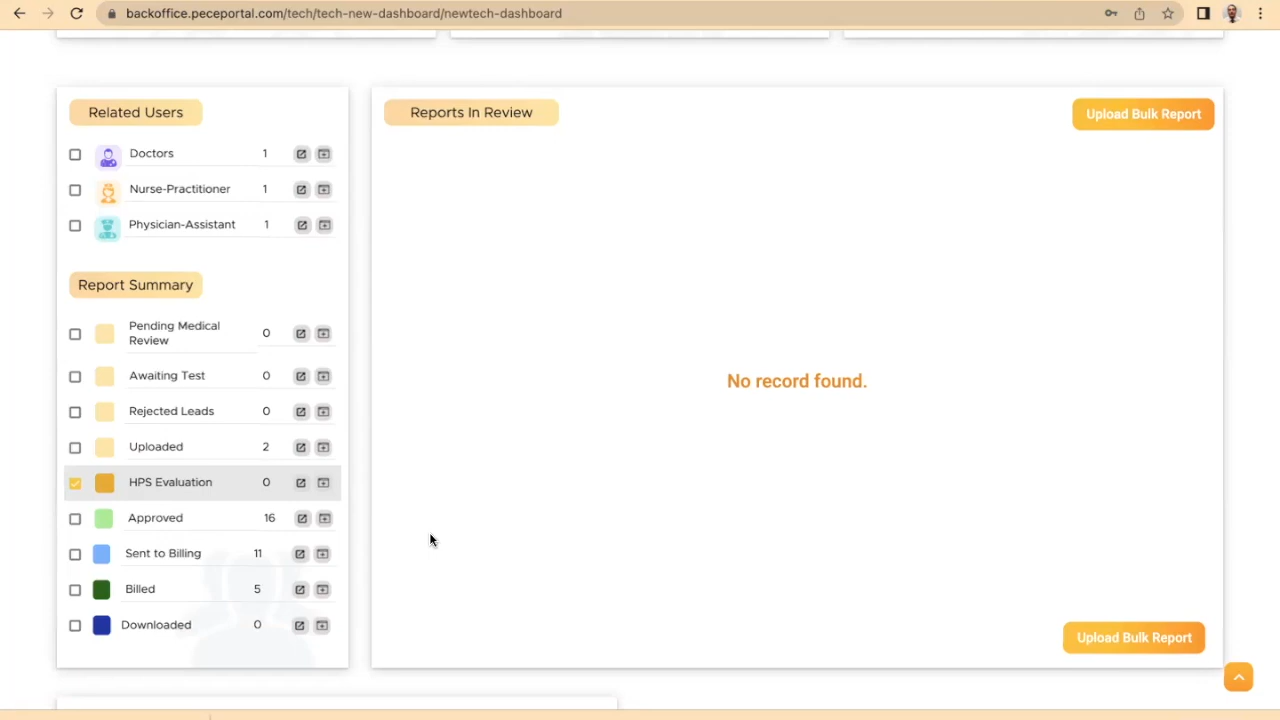 backoffice.peceportal.com/tech/tech-new-dashboard/newtech-dashboard
Related Users
Doctors 1
Nurse-Practitioner 1
Physician-Assistant 1
Report Summary
Pending Medical
Review 0
Awaiting Test 0
Rejected Leads 0
Uploaded 2
HPS Evaluation 0
Approved 16
Sent to Billing 11
Billed 5
Downloaded 0
Reports In Review
Upload Bulk Report
No record found.
Upload Bulk Report